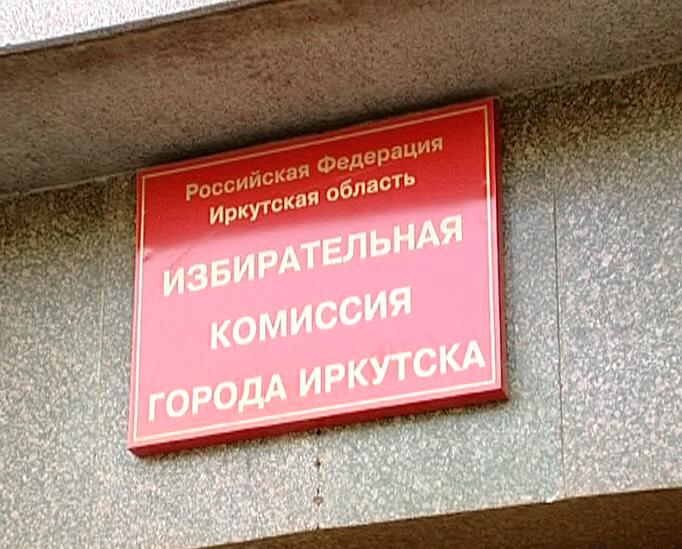 Российская Федерация
Иркутская область
ИЗБИРАТЕЛЬНАЯ
КОМИССИЯ
ГОРОДА ИРКУТСКА